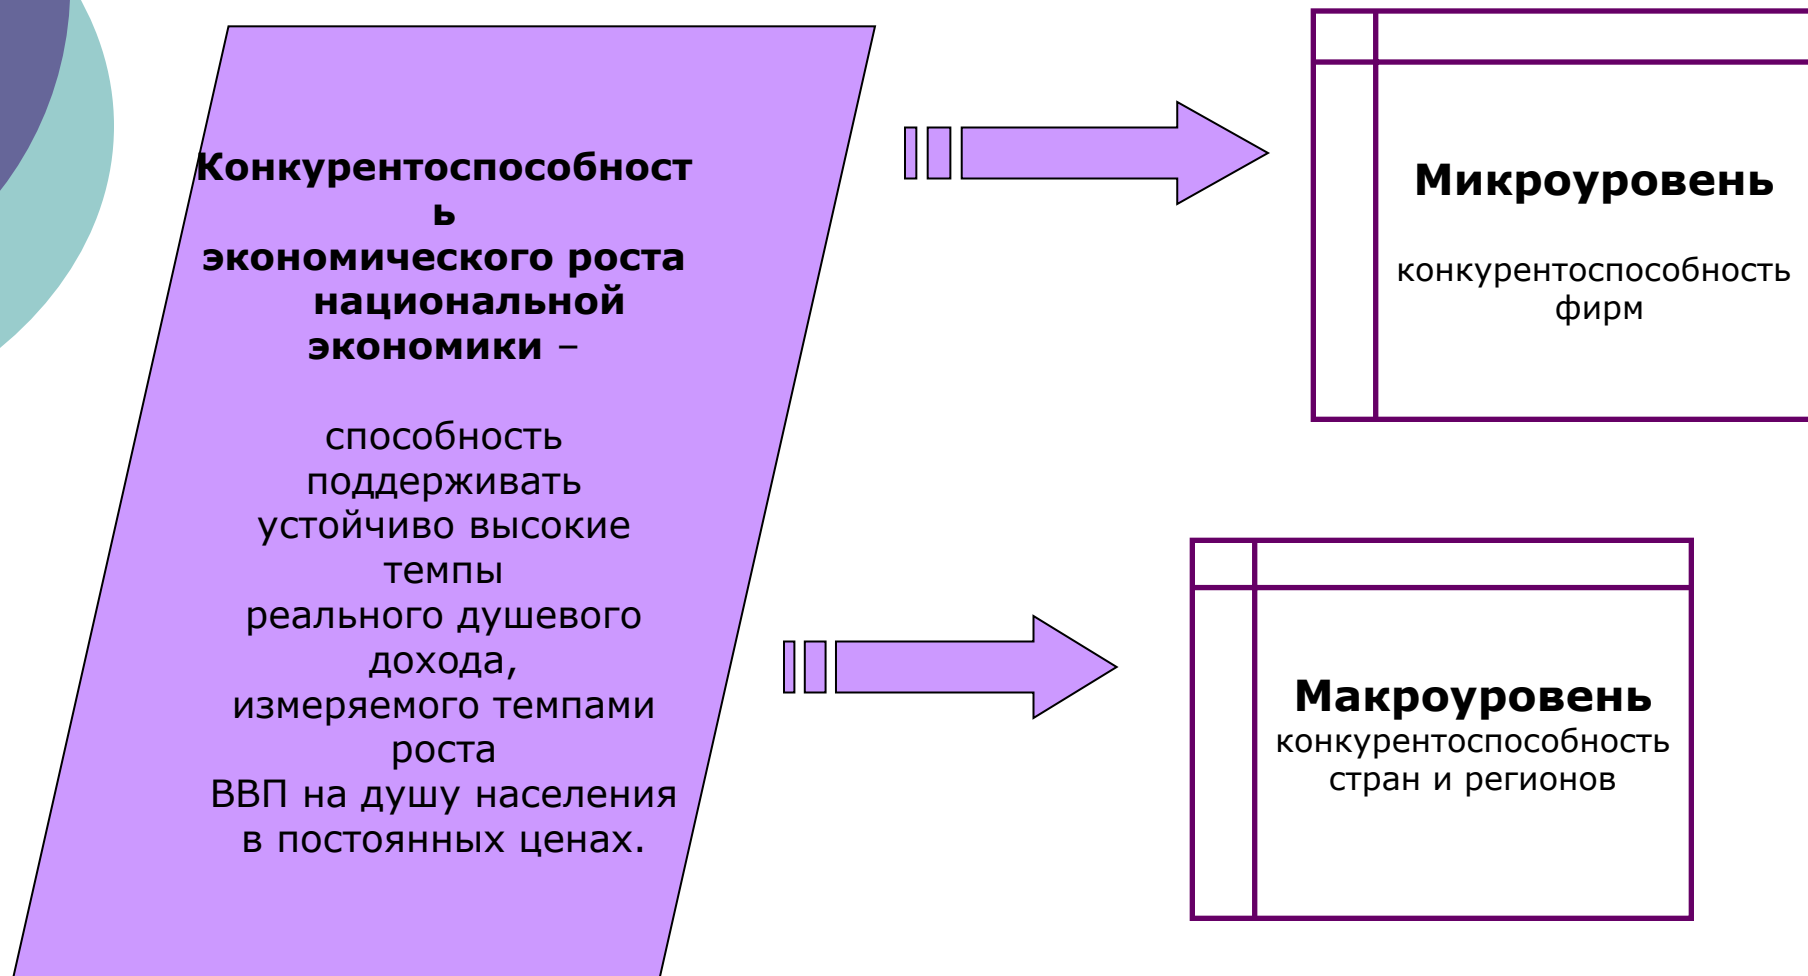 Конкурентоспособност
ь
экономического роста
национальной
экономики –
способность
поддерживать
устойчиво высокие
темпы
реального душевого
дохода,
измеряемого темпами
роста
ВВП на душу населения
в постоянных ценах.
Микроуровень
конкурентоспособность
фирм
Макроуровень
конкурентоспособность
стран и регионов